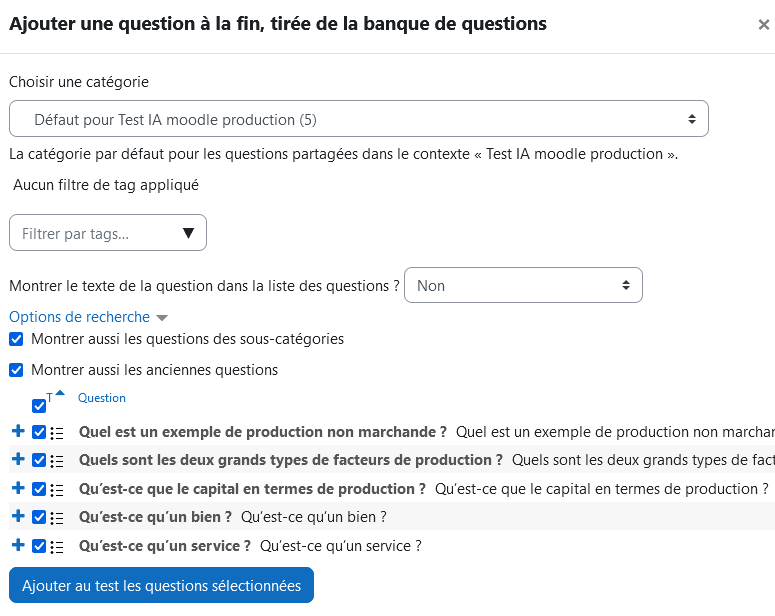 Ajouter une question à la fin, tirée de la banque de questions
×
Choisir une catégorie
Défaut pour Test IA moodle production (5)
La catégorie par défaut pour les questions partagées dans le contexte « Test IA moodle production ».
Aucun filtre de tag appliqué
Filtrer par tags...
Montrer le texte de la question dans la liste des questions ? Non
Options de recherche
Montrer aussi les questions des sous-catégories
Montrer aussi les anciennes questions
T Question
Quel est un exemple de production non marchande ? Quel est un exemple de production non marchan
Quels sont les deux grands types de facteurs de production ? Quels sont les deux grands types de fact
Qu’est-ce que le capital en termes de production ? Qu’est-ce que le capital en termes de production ?
Qu’est-ce qu’un bien ? Qu’est-ce qu’un bien ?
Qu’est-ce qu’un service ? Qu’est-ce qu’un service ?
Ajouter au test les questions sélectionnées